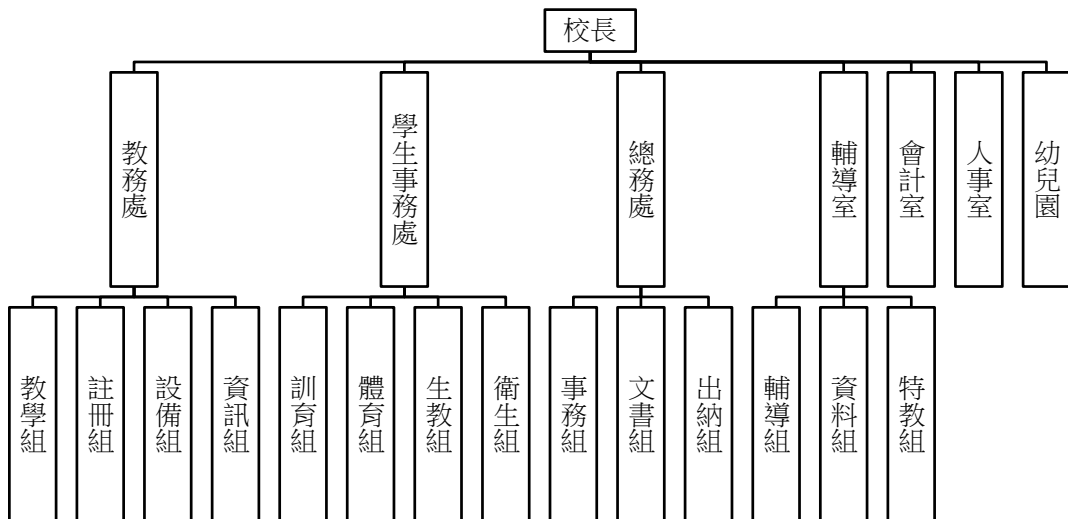 校長
教務處
學生事務處
總務處
輔導室
會計室
人事室
幼兒園
教學組
註冊組
設備組
資訊組
訓育組
體育組
生教組
衛生組
事務組
文書組
出納組
輔導組
資料組
特教組